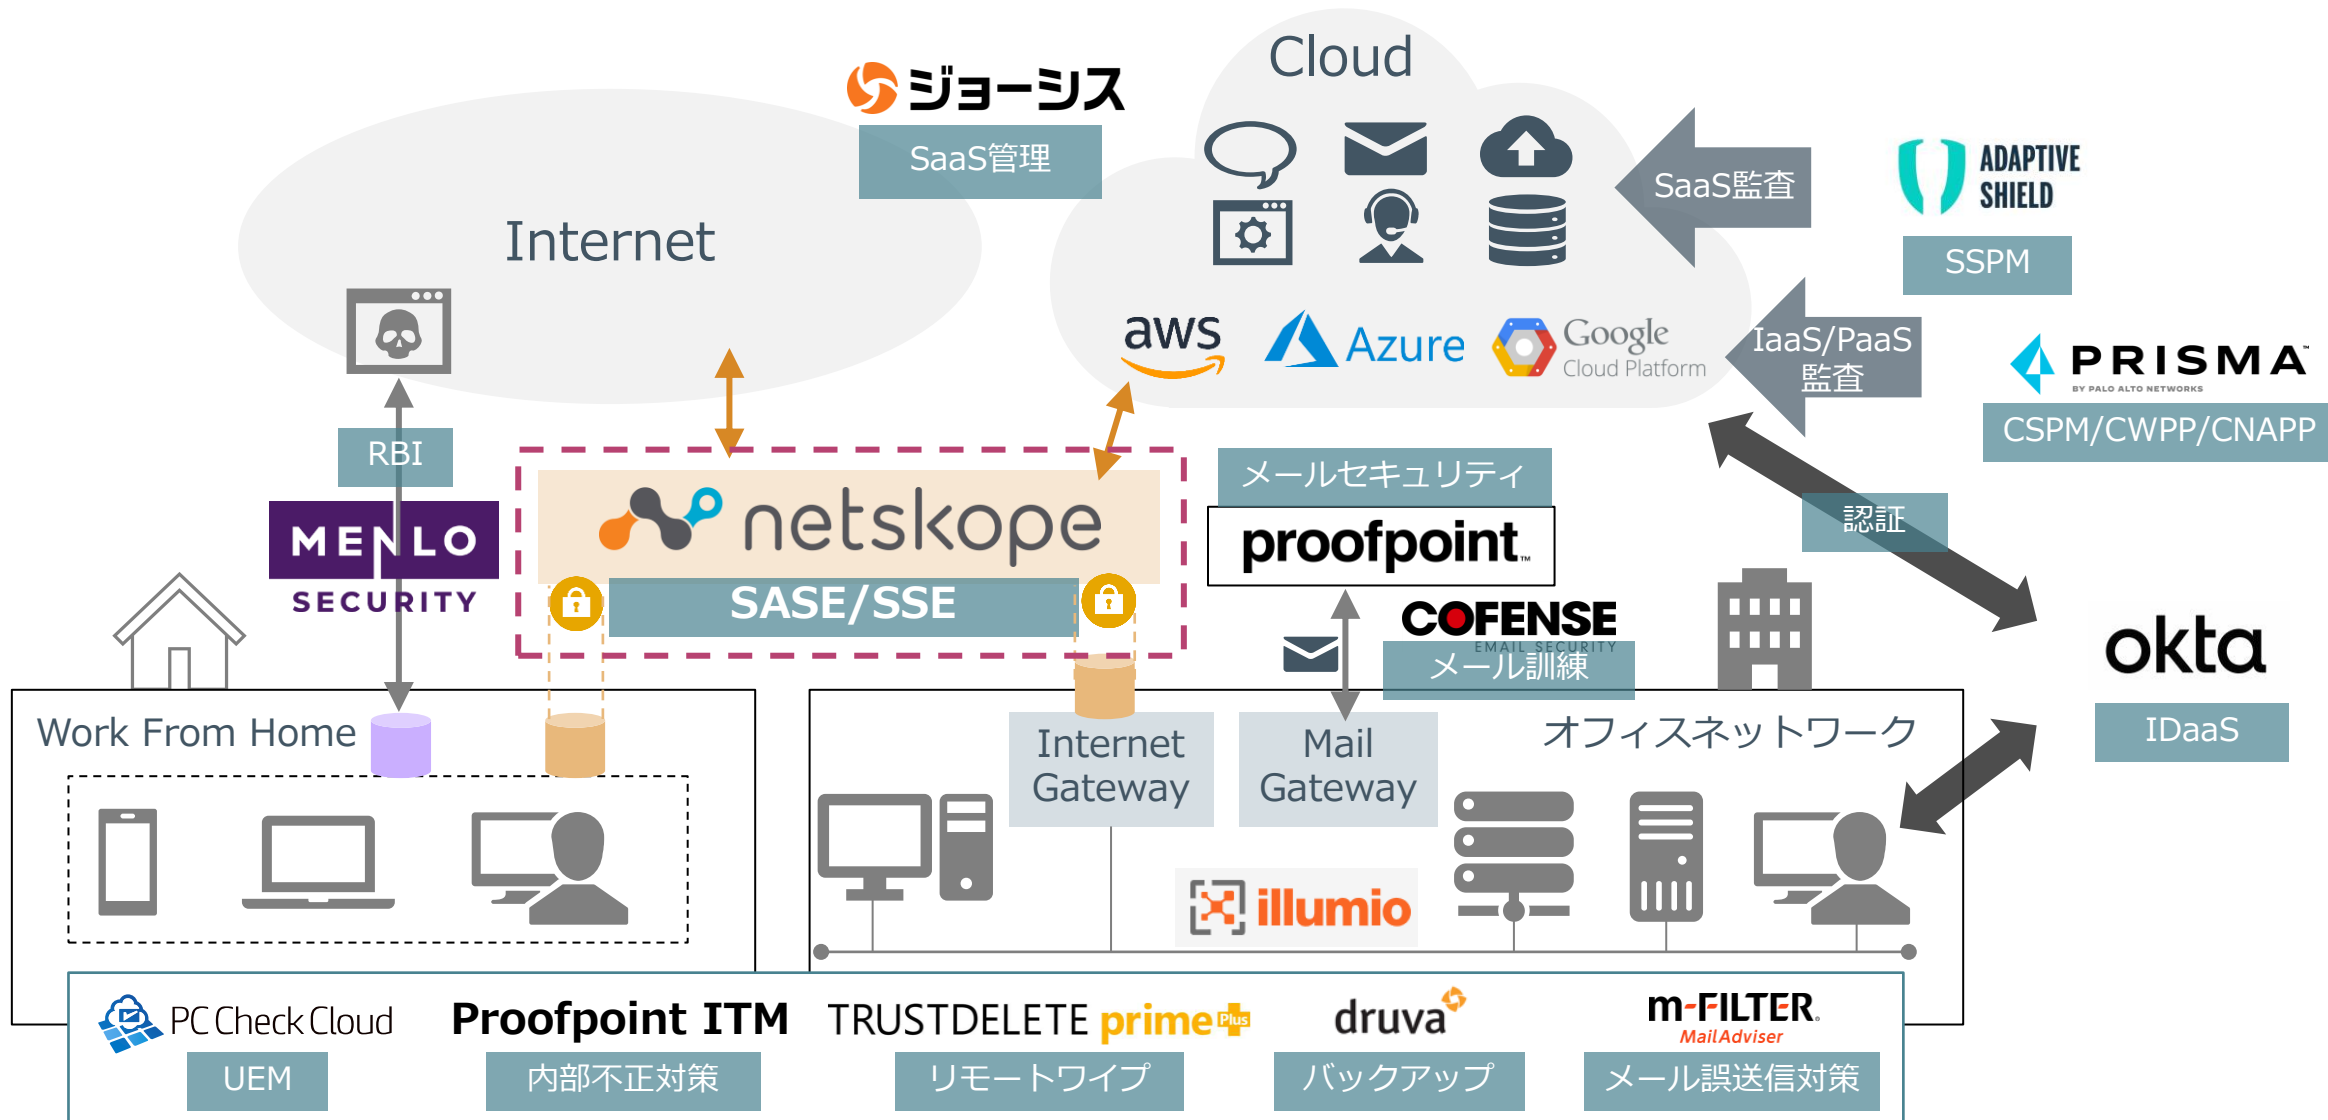 Cloud
ジョーシス
SaaS管理
Internet
SaaS監査
ADAPTIVE
SHIELD
SSPM
aws
Azure
Google
Cloud Platform
IaaS/PaaS
監査
PRISMA™
BY PALO ALTO NETWORKS
CSPM/CWPP/CNAPP
RBI
MENLO
SECURITY
netskope
SASE/SSE
メールセキュリティ
proofpoint™
認証
COFENSE
EMAIL SECURITY
メール訓練
okta
IDaaS
Work From Home
Internet
Gateway
Mail
Gateway
オフィスネットワーク
illumio
PC Check Cloud
UEM
Proofpoint ITM
内部不正対策
TRUSTDELETE prime Plus
リモートワイプ
druva
バックアップ
m-FILTER®
MailAdviser
メール誤送信対策